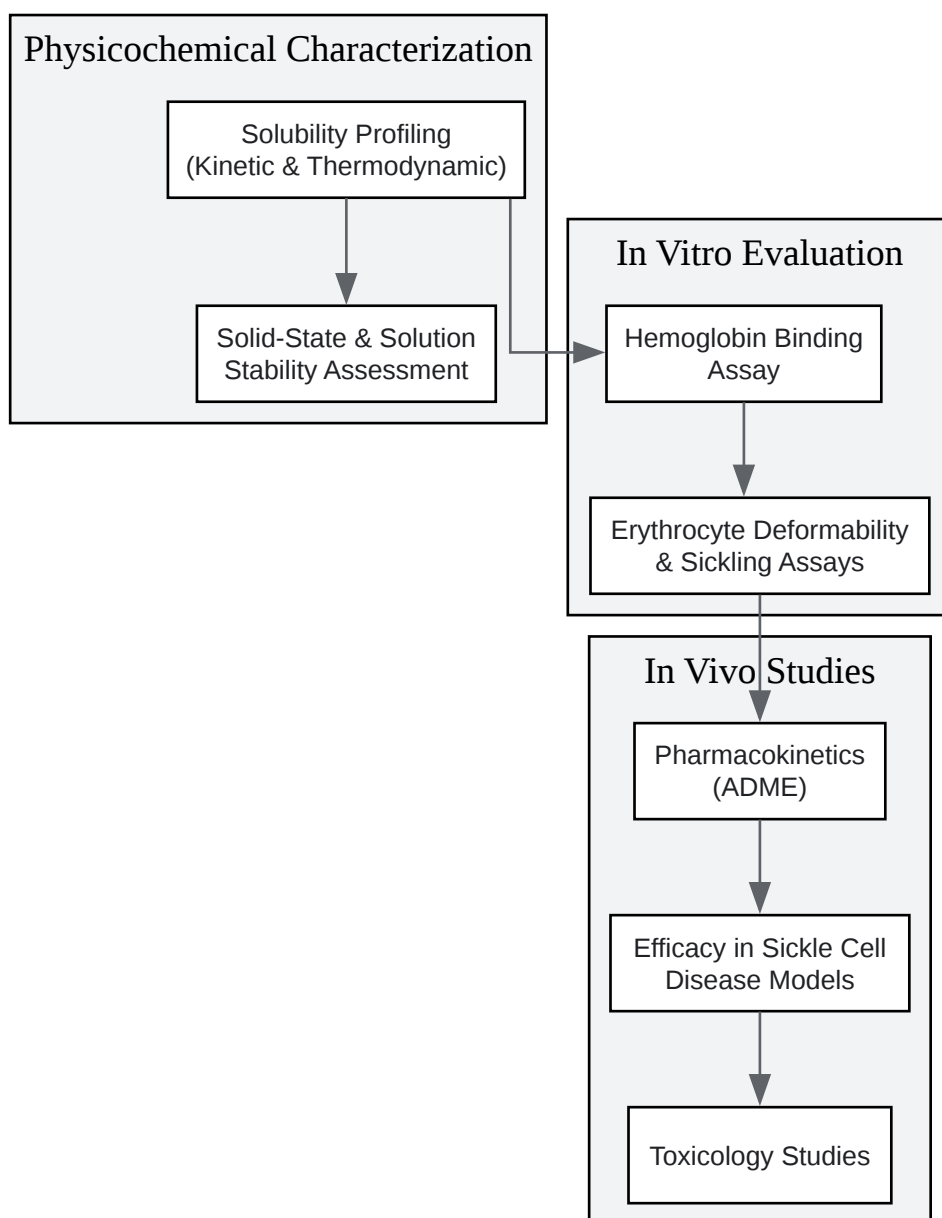 Physicochemical Characterization
Solubility Profiling
(Kinetic & Thermodynamic)
Solid-State & Solution
Stability Assessment
In Vitro Evaluation
Hemoglobin Binding
Assay
Erythrocyte Deformability
& Sickling Assays
In Vivo Studies
Pharmacokinetics
(ADME)
Efficacy in Sickle Cell
Disease Models
Toxicology Studies